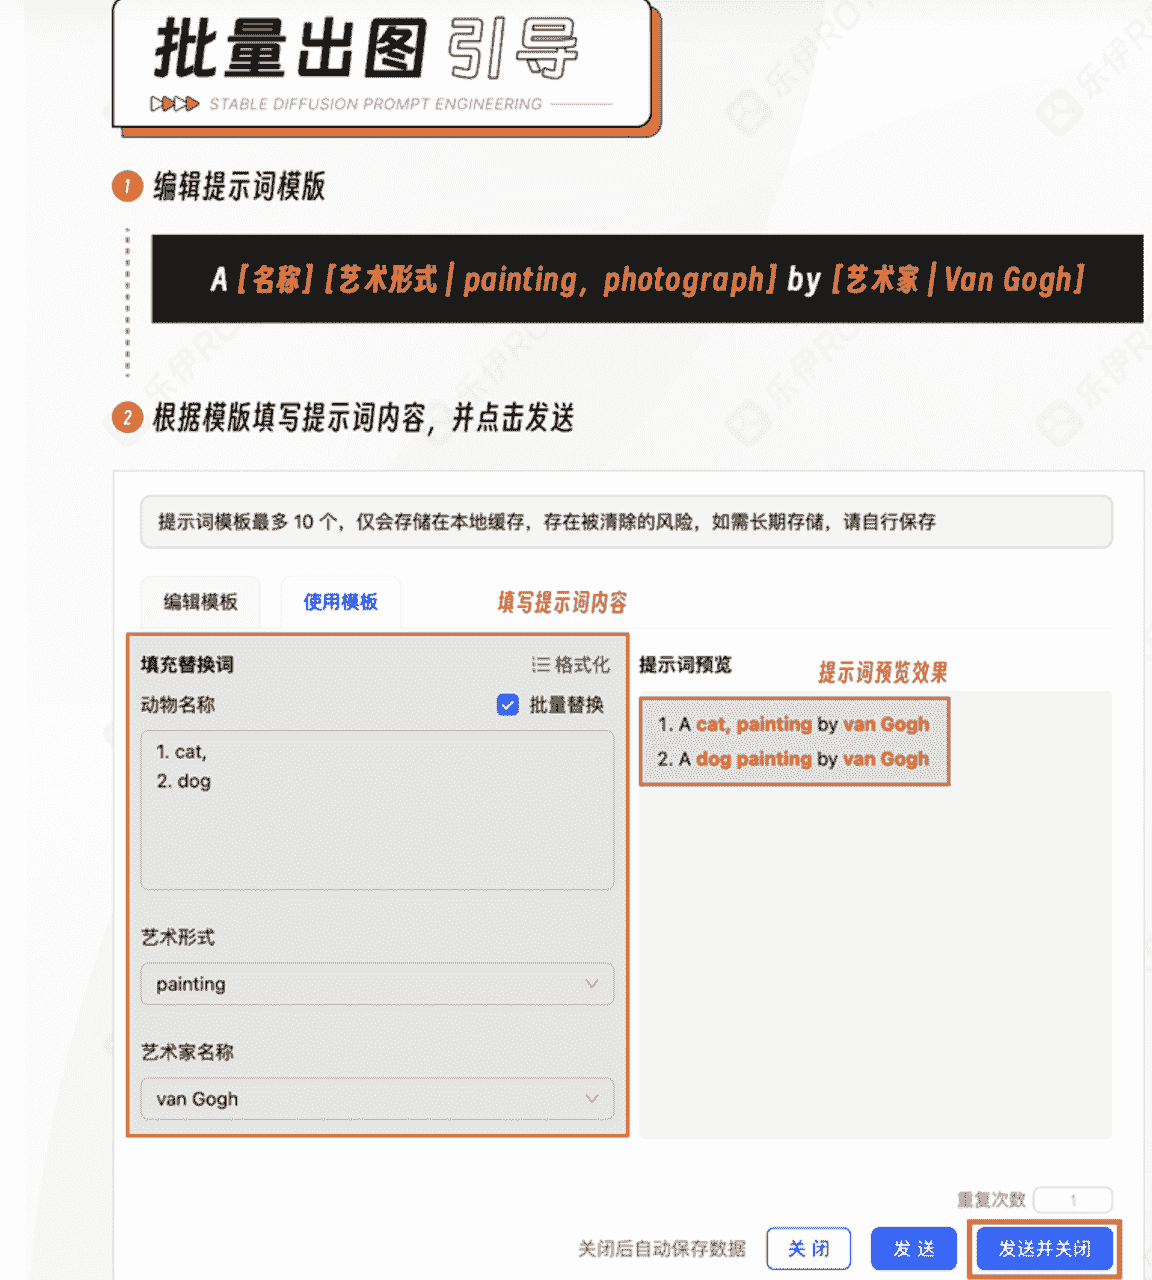 批量出图 引导
STABLE DIFFUSION PROMPT ENGINEERING
1 编辑提示词模版
A [名称] [艺术形式 | painting, photograph] by [艺术家 | Van Gogh]
2 根据模版填写提示词内容，并点击发送
提示词模板最多 10 个，仅会存储在本地缓存，存在被清除的风险，如需长期存储，请自行保存
编辑模板 使用模板 填写提示词内容
填充替换词 格式化 提示词预览 提示词预览效果
动物名称 批量替换
1. A cat, painting by van Gogh
2. A dog painting by van Gogh
1. cat,
2. dog
艺术形式
painting
艺术家名称
van Gogh
重复次数 1
关闭后自动保存数据 关 闭 发 送 发送并关闭
乐伊RO